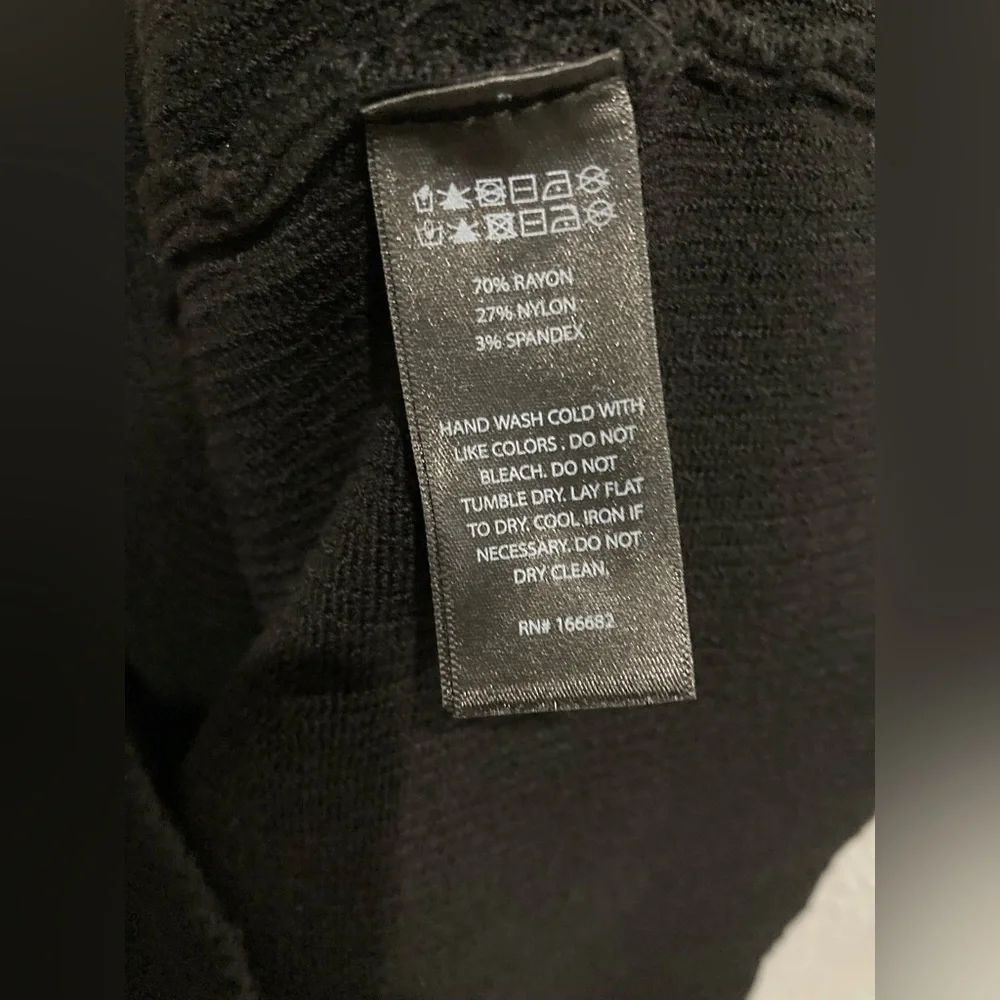 70% RAYON
27% NYLON
3% SPANDEX
HAND WASH COLD WITH
LIKE COLORS . DO NOT
BLEACH. DO NOT
TUMBLE DRY. LAY FLAT
TO DRY. COOL IRON IF
NECESSARY. DO NOT
DRY CLEAN.
RN# 166682